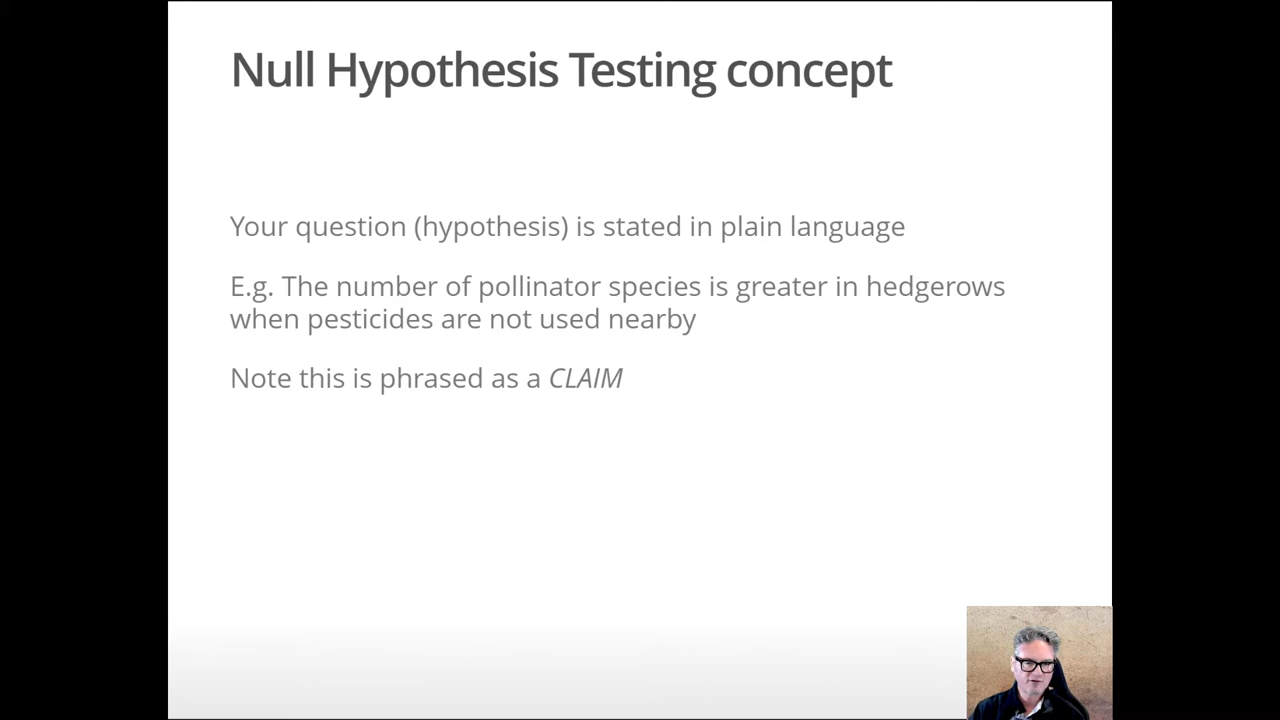 Null Hypothesis Testing concept
Your question (hypothesis) is stated in plain language
E.g. The number of pollinator species is greater in hedgerows
when pesticides are not used nearby
Note this is phrased as a CLAIM